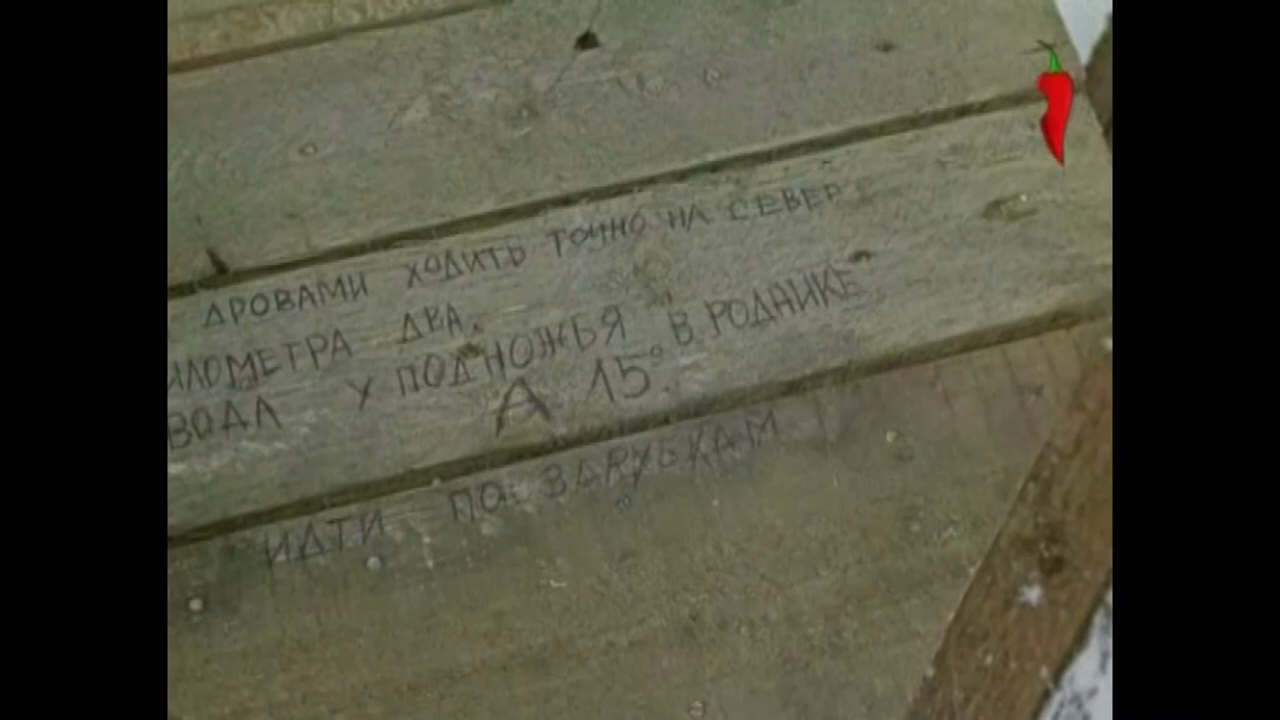 ДРОВАМИ ХОДИТЬ ТОЧНО НА СЕВЕР
ИЛОМЕТРА ДВА.
ВОДА У ПОДНОЖЬЯ В РОДНИКЕ
А 15°.
ИДТИ ПО ЗАРУБКАМ